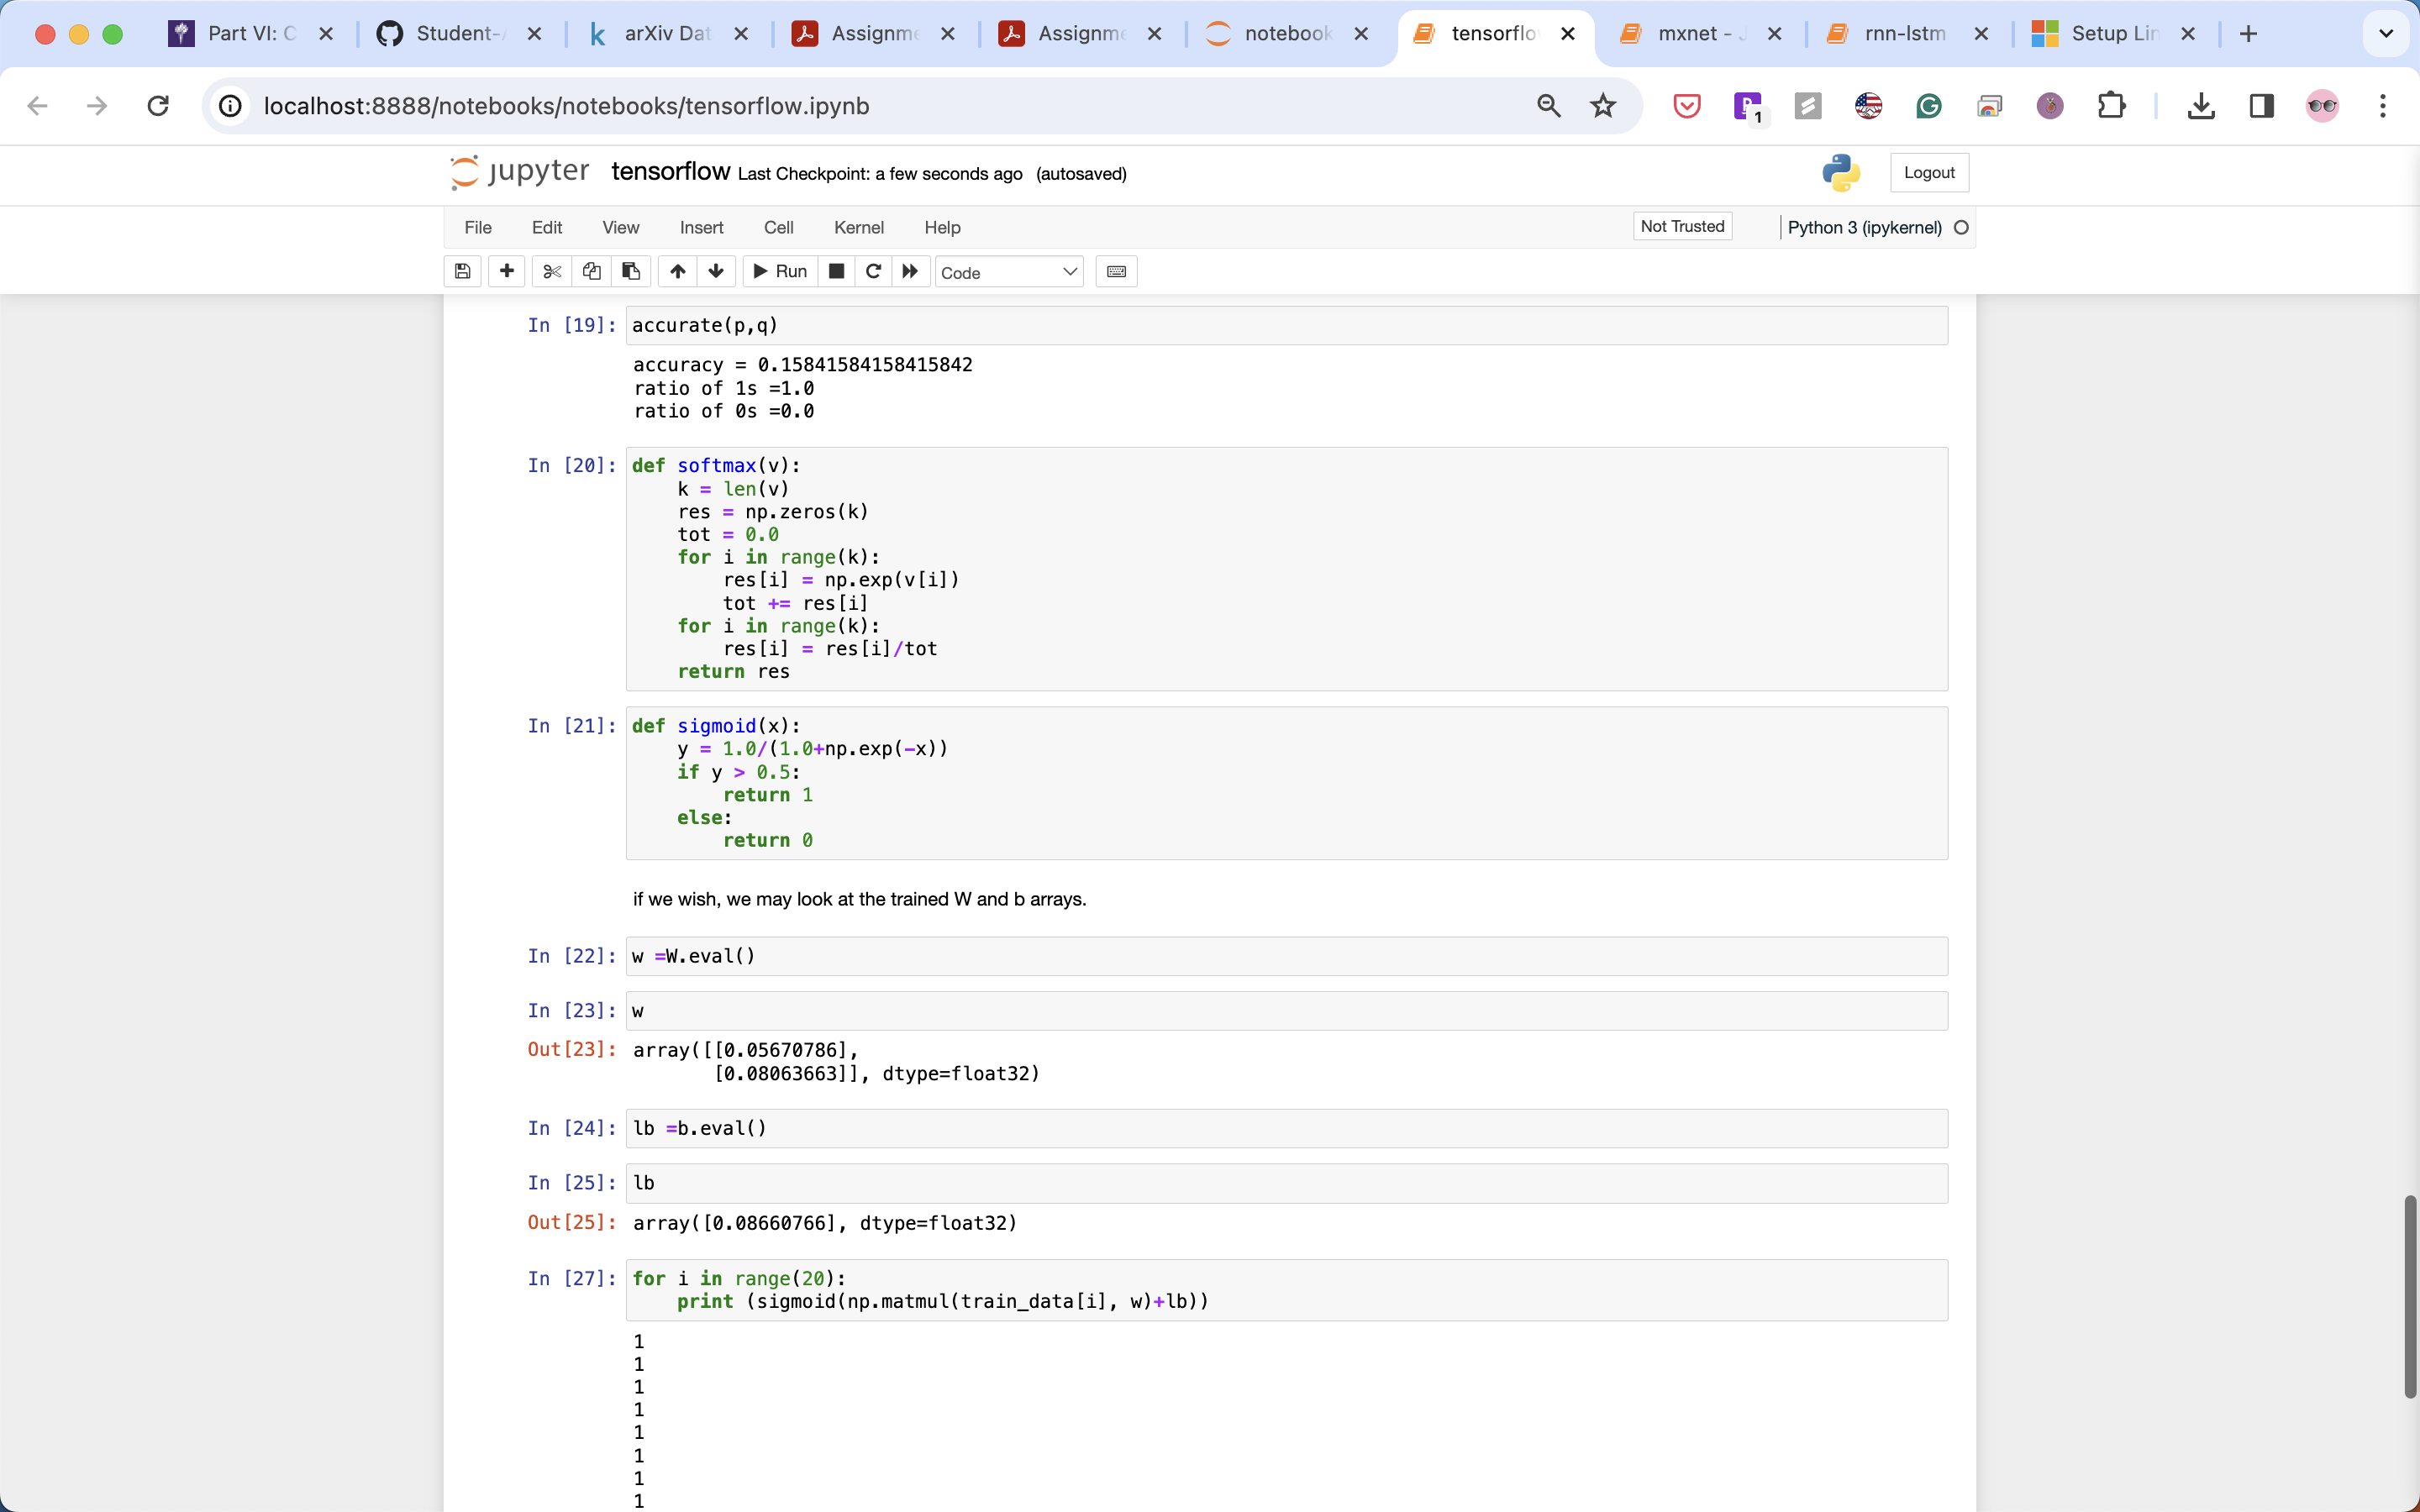 Part VI: C
Student-
arXiv Dat
Assignme
Assignme
notebook
tensorflo
mxnet - J
rnn-lstm
Setup Lin
localhost:8888/notebooks/notebooks/tensorflow.ipynb
1
jupyter tensorflow Last Checkpoint: a few seconds ago (autosaved)
Logout
File Edit View Insert Cell Kernel Help
Not Trusted
Python 3 (ipykernel)
Run
Code
In [19]: accurate(p,q)
accuracy = 0.15841584158415842
ratio of 1s =1.0
ratio of 0s =0.0
In [20]: def softmax(v):
k = len(v)
res = np.zeros(k)
tot = 0.0
for i in range(k):
res[i] = np.exp(v[i])
tot += res[i]
for i in range(k):
res[i] = res[i]/tot
return res
In [21]: def sigmoid(x):
y = 1.0/(1.0+np.exp(-x))
if y > 0.5:
return 1
else:
return 0
if we wish, we may look at the trained W and b arrays.
In [22]: w =W.eval()
In [23]: w
Out[23]: array([[0.05670786],
[0.08063663]], dtype=float32)
In [24]: lb =b.eval()
In [25]: lb
Out[25]: array([0.08660766], dtype=float32)
In [27]: for i in range(20):
print (sigmoid(np.matmul(train_data[i], w)+lb))
1
1
1
1
1
1
1
1